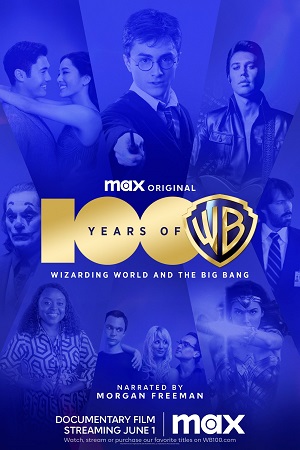 max ORIGINAL
100 YEARS OF WB
WIZARDING WORLD AND THE BIG BANG
NARRATED BY
MORGAN FREEMAN
DOCUMENTARY FILM
STREAMING JUNE 1
max
Watch, stream or purchase our favorite titles on WB100.com